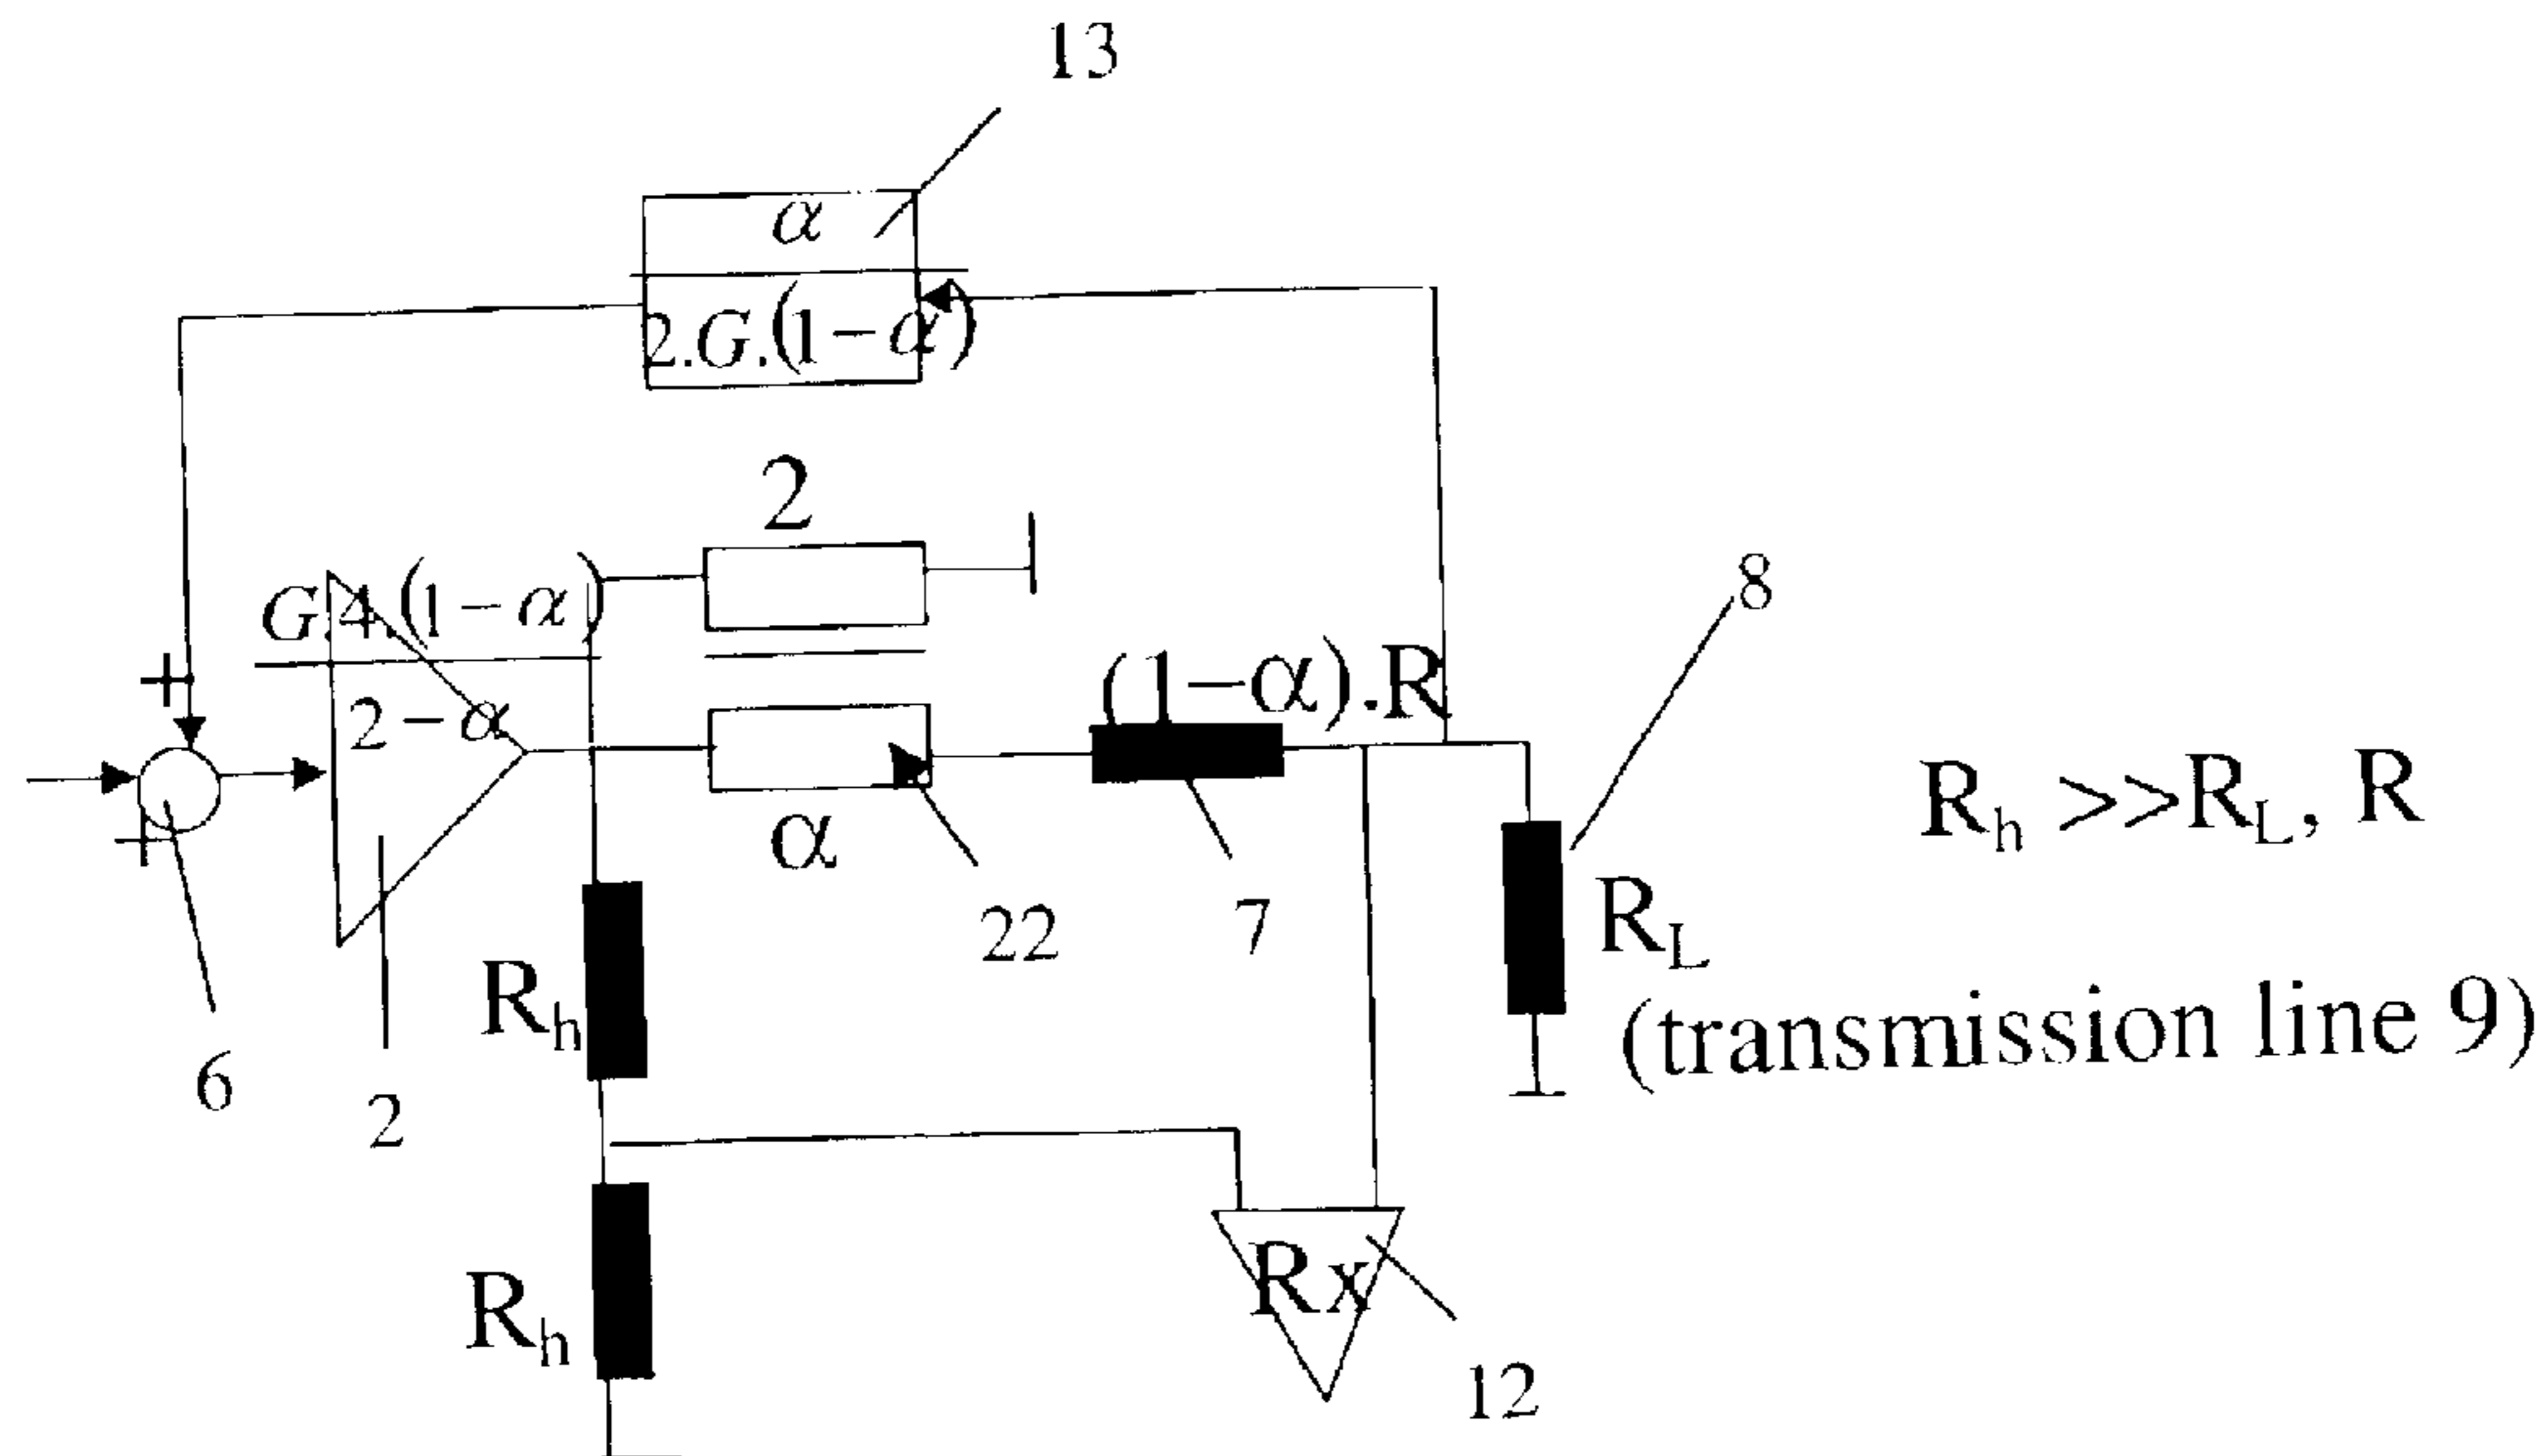 13
α
2.G.(1−α)
2
8
G.4.(1−α)
2−α
+
+
(1−α).R
α
22
7
R_h >>R_L, R
R_L
(transmission line 9)
R_h
6
2
Rx
R_h
12